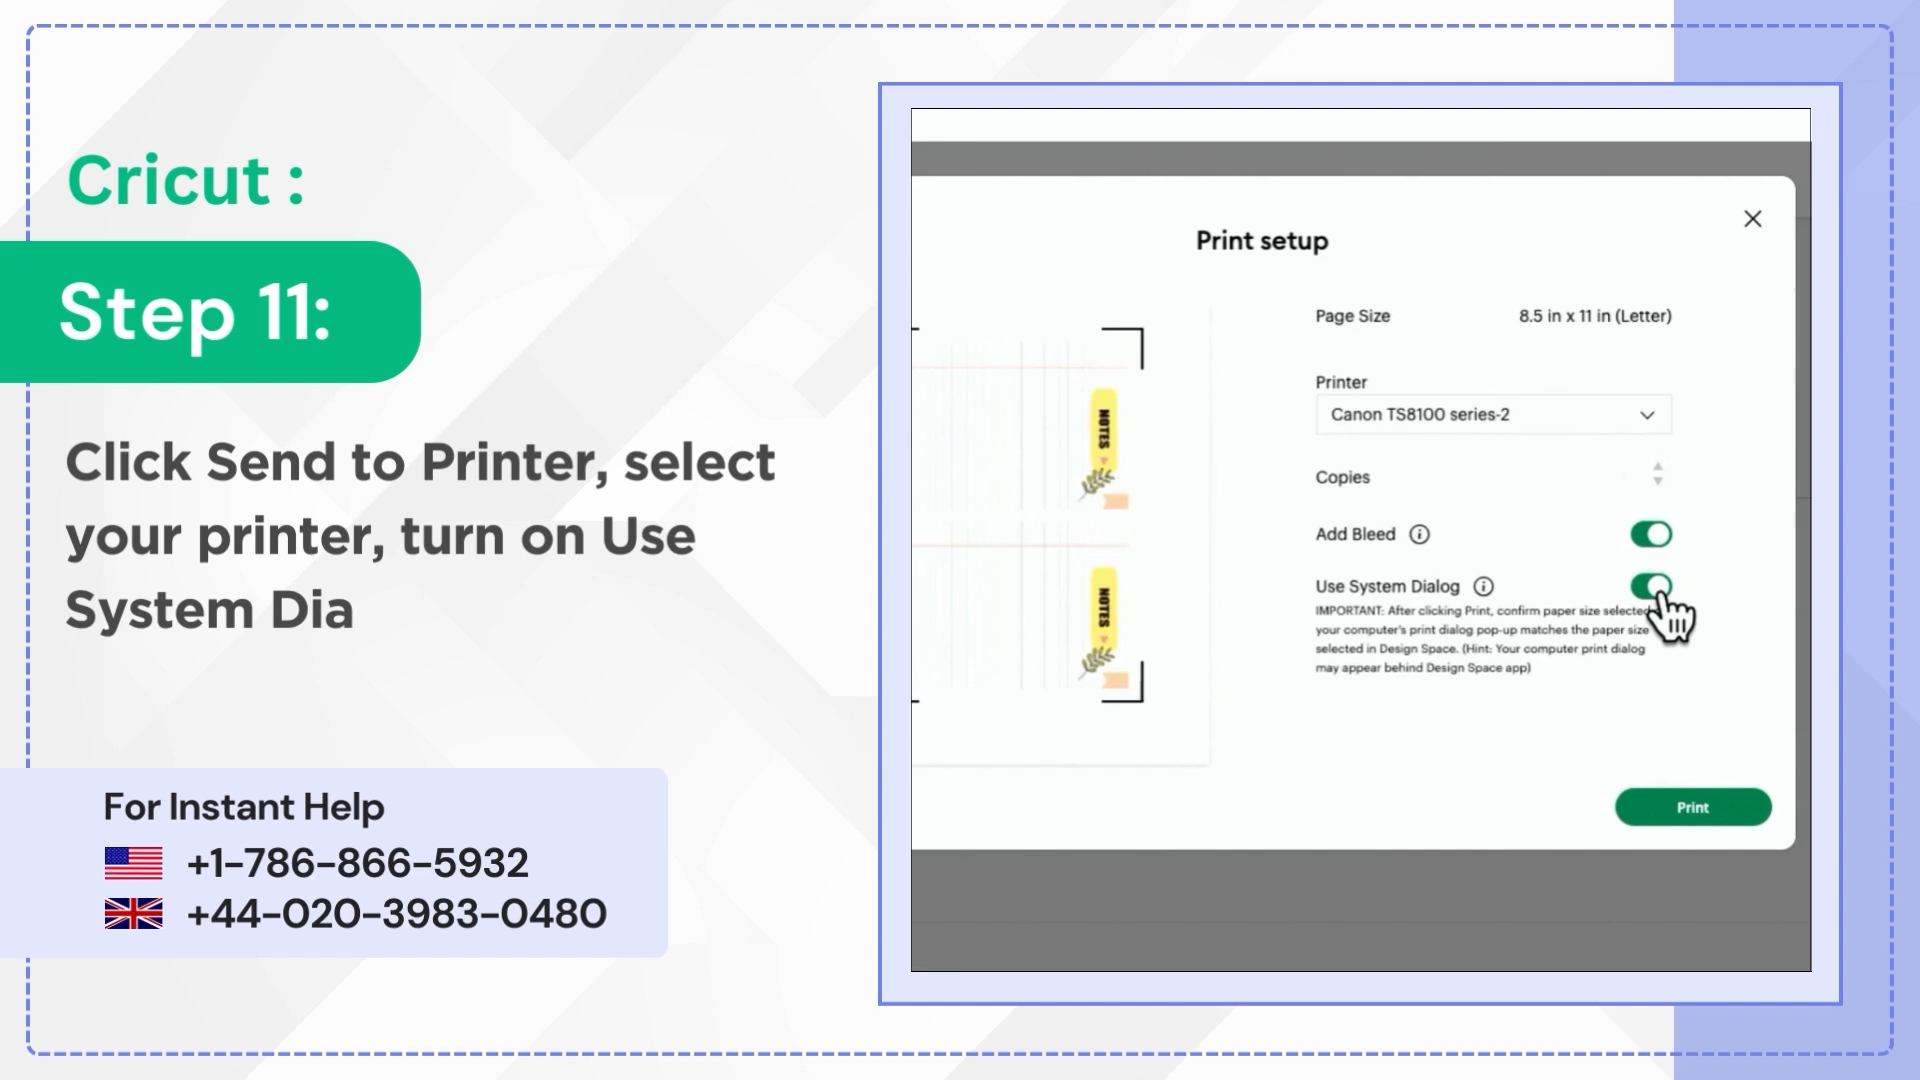 Cricut :
Step 11:
Click Send to Printer, select
your printer, turn on Use
System Dia
For Instant Help
+1-786-866-5932
+44-020-3983-0480
Print setup
Page Size 8.5 in x 11 in (Letter)
Printer
Canon TS8100 series-2
Copies
Add Bleed
Use System Dialog
IMPORTANT: After clicking Print, confirm paper size selected
your computer's print dialog pop-up matches the paper size
selected in Design Space. (Hint: Your computer print dialog
may appear behind Design Space app)
NOTES
NOTES
Print